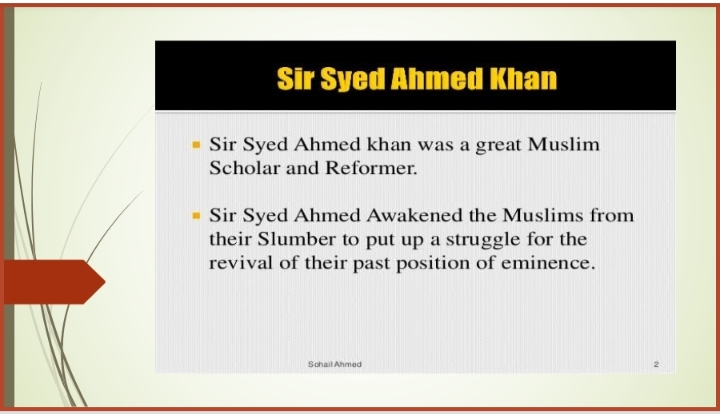 Sir Syed Ahmed Khan
Sir Syed Ahmed khan was a great Muslim
Scholar and Reformer.
Sir Syed Ahmed Awakened the Muslims from
their Slumber to put up a struggle for the
revival of their past position of eminence.
Sohail Ahmed
2